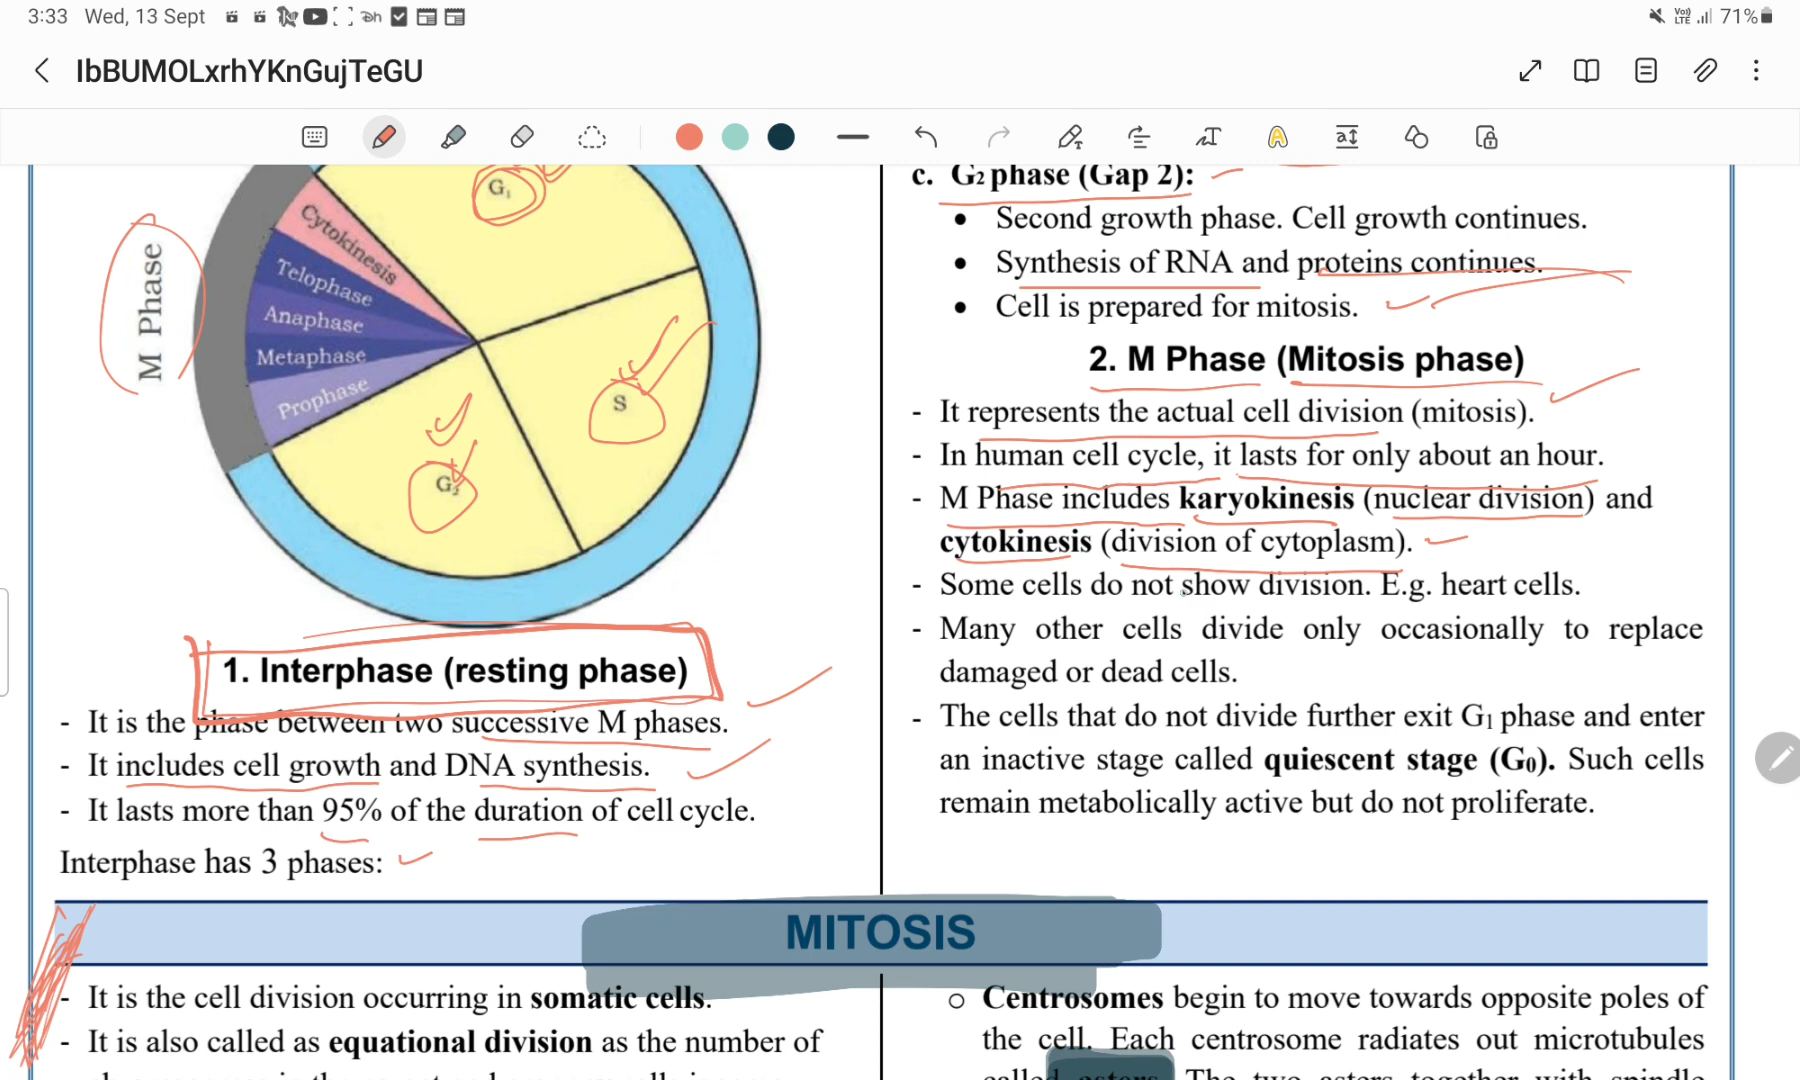 3:33 Wed, 13 Sept
71%
IbBUMOLxrhYKnGujTeGU
G₁
Cytokinesis
Telophase
Anaphase
Metaphase
Prophase
M Phase
S
G₂
1. Interphase (resting phase)
- It is the phase between two successive M phases.
- It includes cell growth and DNA synthesis.
- It lasts more than 95% of the duration of cell cycle.
Interphase has 3 phases:
c. G₂ phase (Gap 2):
• Second growth phase. Cell growth continues.
• Synthesis of RNA and proteins continues.
• Cell is prepared for mitosis.
2. M Phase (Mitosis phase)
- It represents the actual cell division (mitosis).
- In human cell cycle, it lasts for only about an hour.
- M Phase includes karyokinesis (nuclear division) and
cytokinesis (division of cytoplasm).
- Some cells do not show division. E.g. heart cells.
- Many other cells divide only occasionally to replace
damaged or dead cells.
- The cells that do not divide further exit G₁ phase and enter
an inactive stage called quiescent stage (G₀). Such cells
remain metabolically active but do not proliferate.
MITOSIS
- It is the cell division occurring in somatic cells.
- It is also called as equational division as the number of
○ Centrosomes begin to move towards opposite poles of
the cell. Each centrosome radiates out microtubules
called asters. The two asters together with spindle